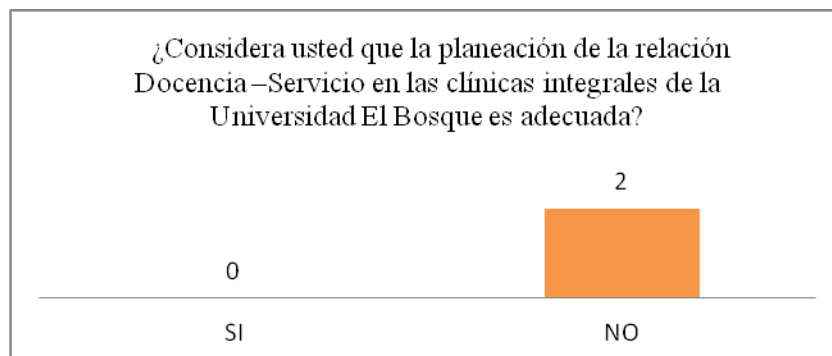 ¿Considera usted que la planeación de la relación
Docencia –Servicio en las clínicas integrales de la
Universidad El Bosque es adecuada?
2
0
SI
NO